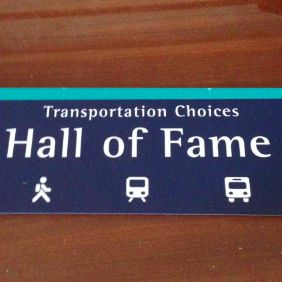 Transportation Choices
Hall of Fame